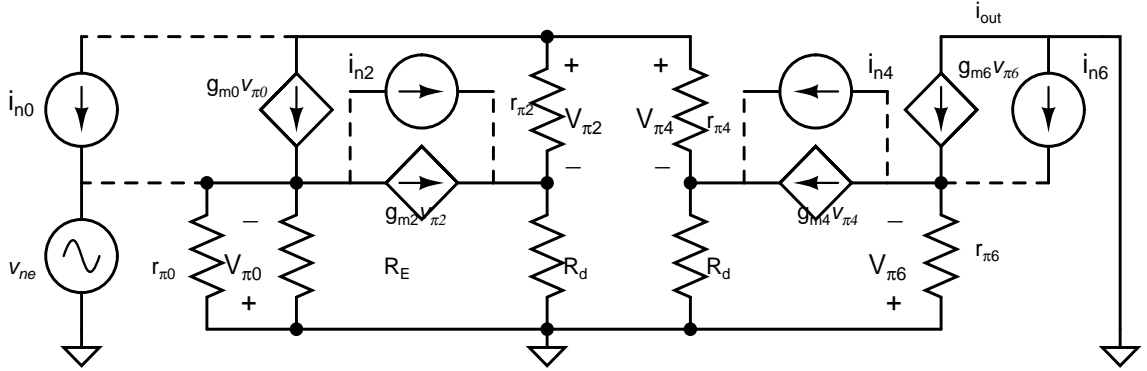 i_out
i_n0
g_m0 v_π0
i_n2
r_π2
+
V_π2
−
+
V_π4
−
r_π4
i_n4
g_m6 v_π6
i_n6
g_m2 v_π2
g_m4 v_π4
v_ne
r_π0
−
V_π0
+
R_E
R_d
R_d
−
V_π6
+
r_π6